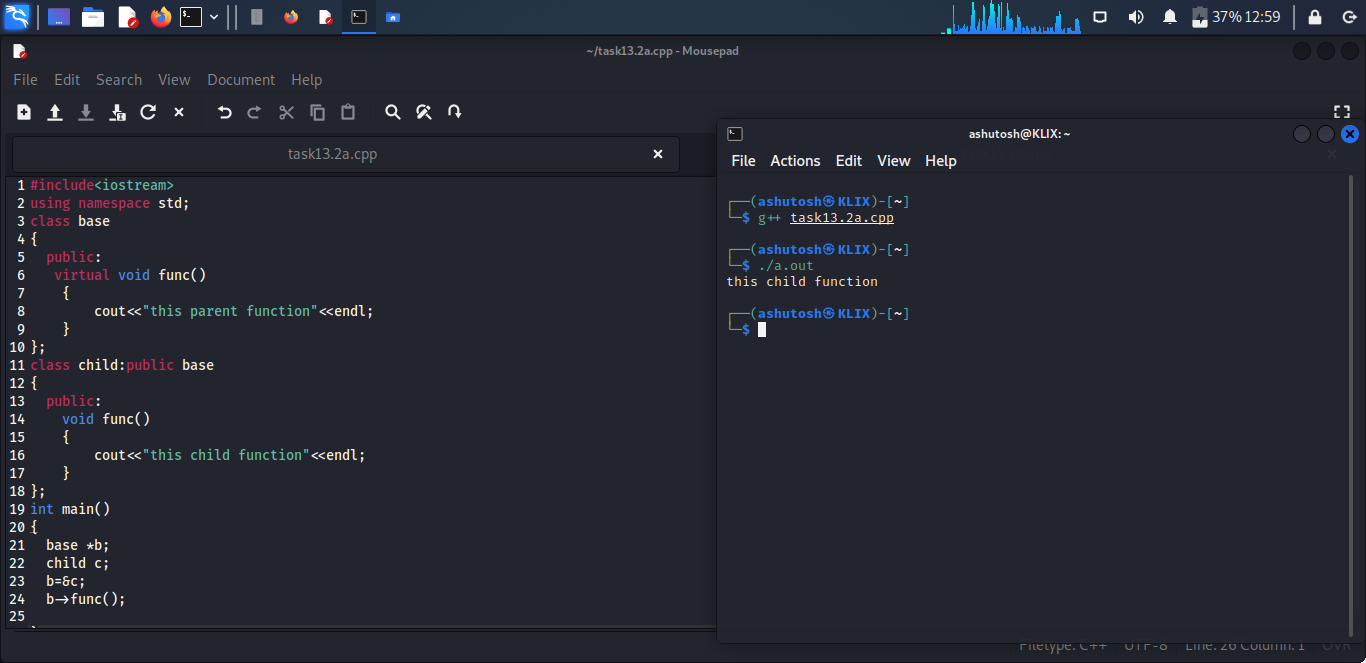 37% 12:59
~/task13.2a.cpp - Mousepad
File Edit Search View Document Help
task13.2a.cpp
1 #include<iostream>
2 using namespace std;
3 class base
4 {
5 public:
6 virtual void func()
7 {
8 cout<<"this parent function"<<endl;
9 }
10 };
11 class child:public base
12 {
13 public:
14 void func()
15 {
16 cout<<"this child function"<<endl;
17 }
18 };
19 int main()
20 {
21 base *b;
22 child c;
23 b=&c;
24 b->func();
25
ashutosh@KLIX: ~
File Actions Edit View Help
┌──(ashutosh㉿KLIX)-[~]
└─$ g++ task13.2a.cpp
┌──(ashutosh㉿KLIX)-[~]
└─$ ./a.out
this child function
┌──(ashutosh㉿KLIX)-[~]
└─$
Filetype: C++ UTF-8 Line: 26 Column: 1 OVR